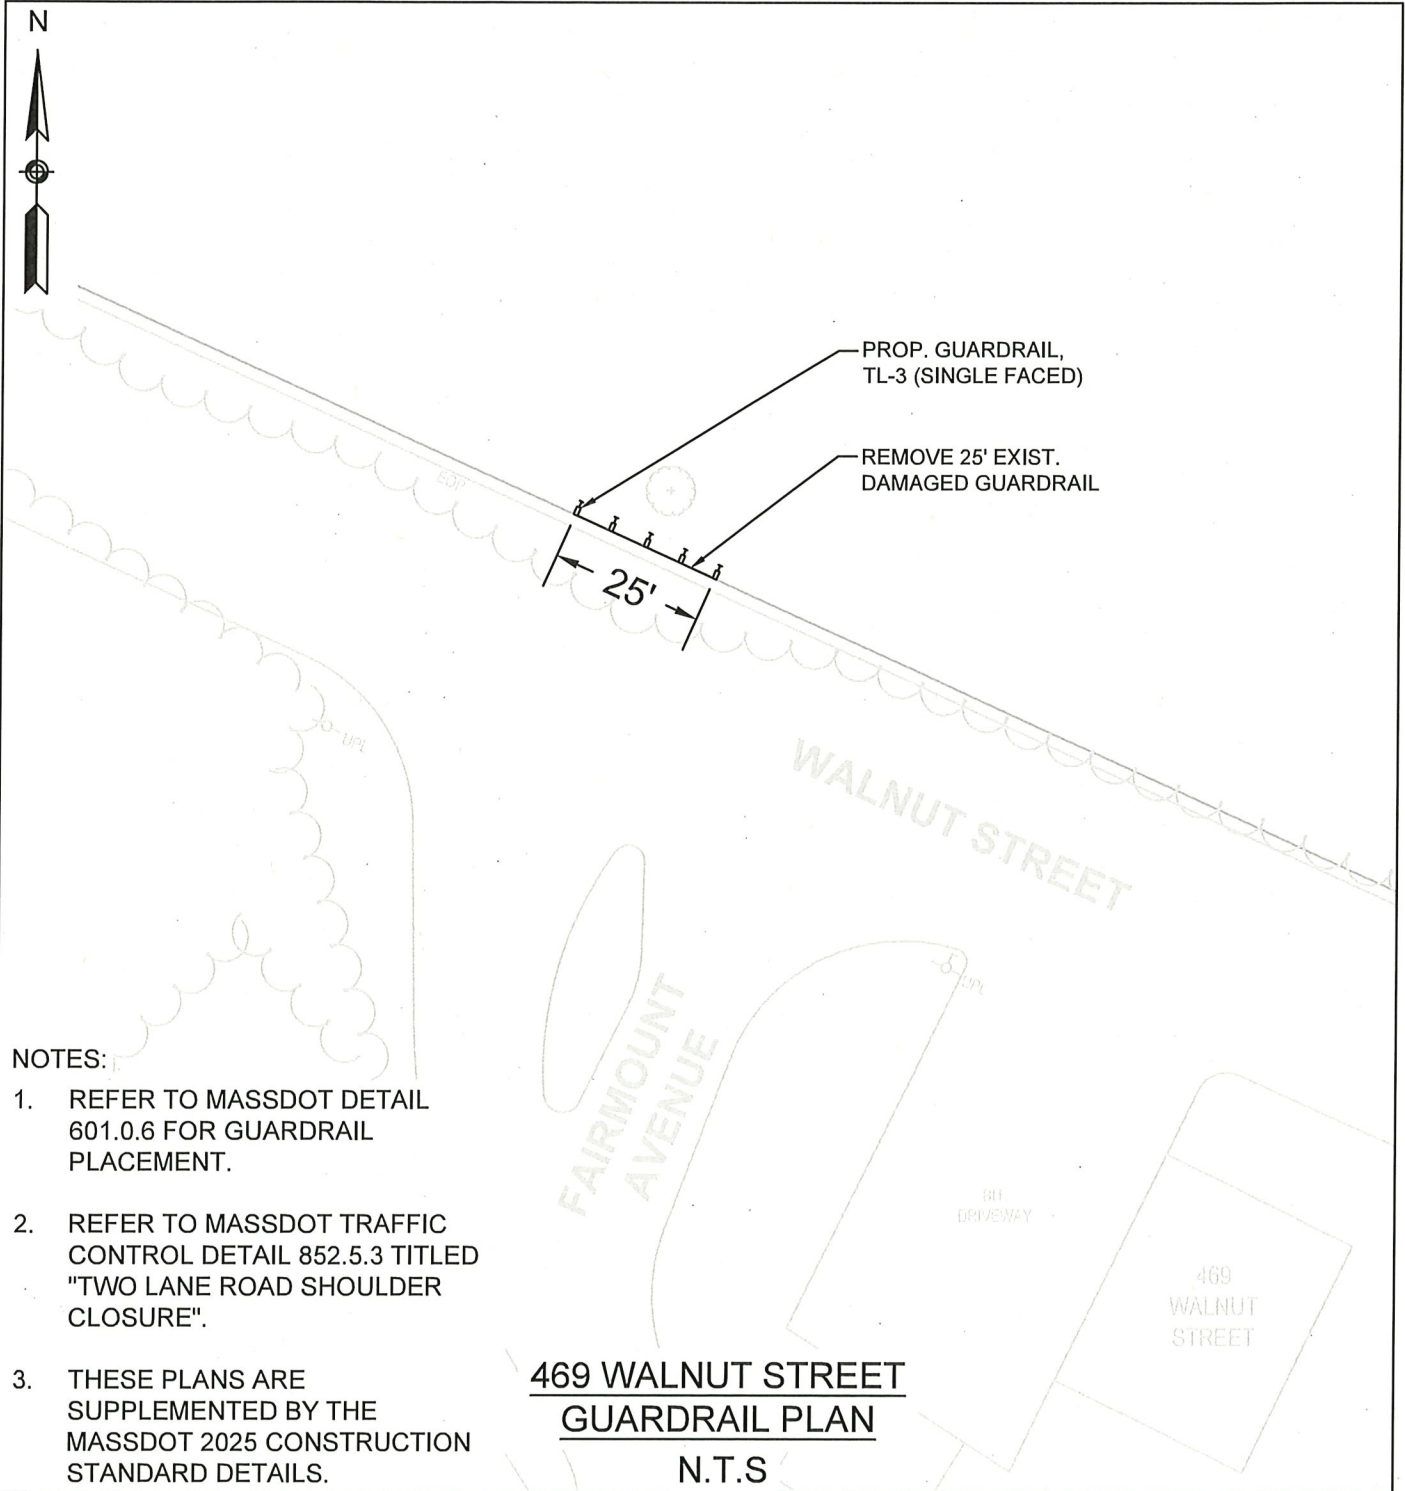 N
PROP. GUARDRAIL,
TL-3 (SINGLE FACED)
REMOVE 25' EXIST.
DAMAGED GUARDRAIL
EOP
25'
UPL
WALNUT STREET
UPL
FAIRMOUNT
AVENUE
BIT
DRIVEWAY
469
WALNUT
STREET
NOTES:
1. REFER TO MASSDOT DETAIL
601.0.6 FOR GUARDRAIL
PLACEMENT.
2. REFER TO MASSDOT TRAFFIC
CONTROL DETAIL 852.5.3 TITLED
"TWO LANE ROAD SHOULDER
CLOSURE".
3. THESE PLANS ARE
SUPPLEMENTED BY THE
MASSDOT 2025 CONSTRUCTION
STANDARD DETAILS.
469 WALNUT STREET
GUARDRAIL PLAN
N.T.S